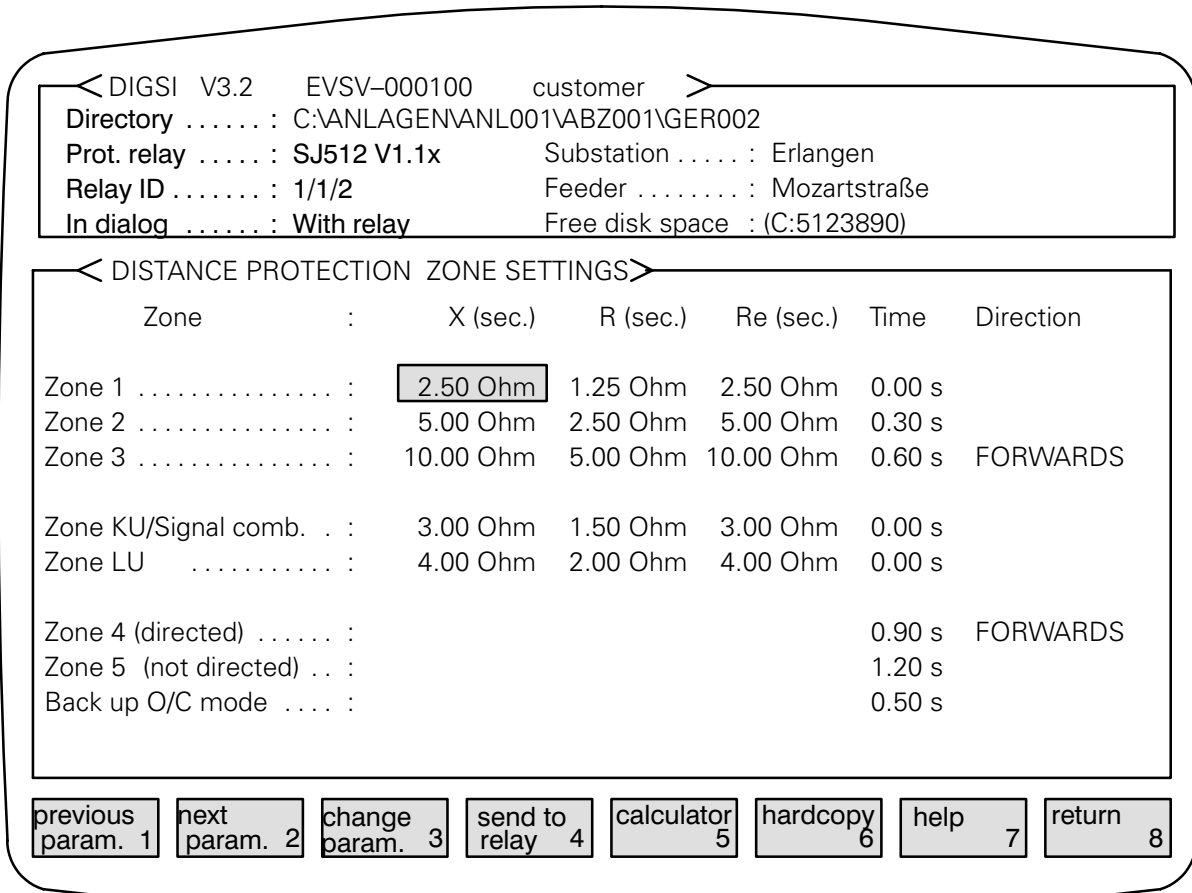 DIGSI V3.2 EVSV–000100 customer
Directory ...... : C:\ANLAGEN\ANL001\ABZ001\GER002
Prot. relay ..... : SJ512 V1.1x Substation ..... : Erlangen
Relay ID ....... : 1/1/2 Feeder ........ : Mozartstraße
In dialog ...... : With relay Free disk space : (C:5123890)
DISTANCE PROTECTION ZONE SETTINGS
Zone : X (sec.) R (sec.) Re (sec.) Time Direction
Zone 1 ............... : 2.50 Ohm 1.25 Ohm 2.50 Ohm 0.00 s
Zone 2 ............... : 5.00 Ohm 2.50 Ohm 5.00 Ohm 0.30 s
Zone 3 ............... : 10.00 Ohm 5.00 Ohm 10.00 Ohm 0.60 s FORWARDS
Zone KU/Signal comb. . : 3.00 Ohm 1.50 Ohm 3.00 Ohm 0.00 s
Zone LU ........... : 4.00 Ohm 2.00 Ohm 4.00 Ohm 0.00 s
Zone 4 (directed) ...... : 0.90 s FORWARDS
Zone 5 (not directed) .. : 1.20 s
Back up O/C mode .... : 0.50 s
previous next change send to calculator hardcopy help return
param. 1 param. 2 param. 3 relay 4 5 6 7 8